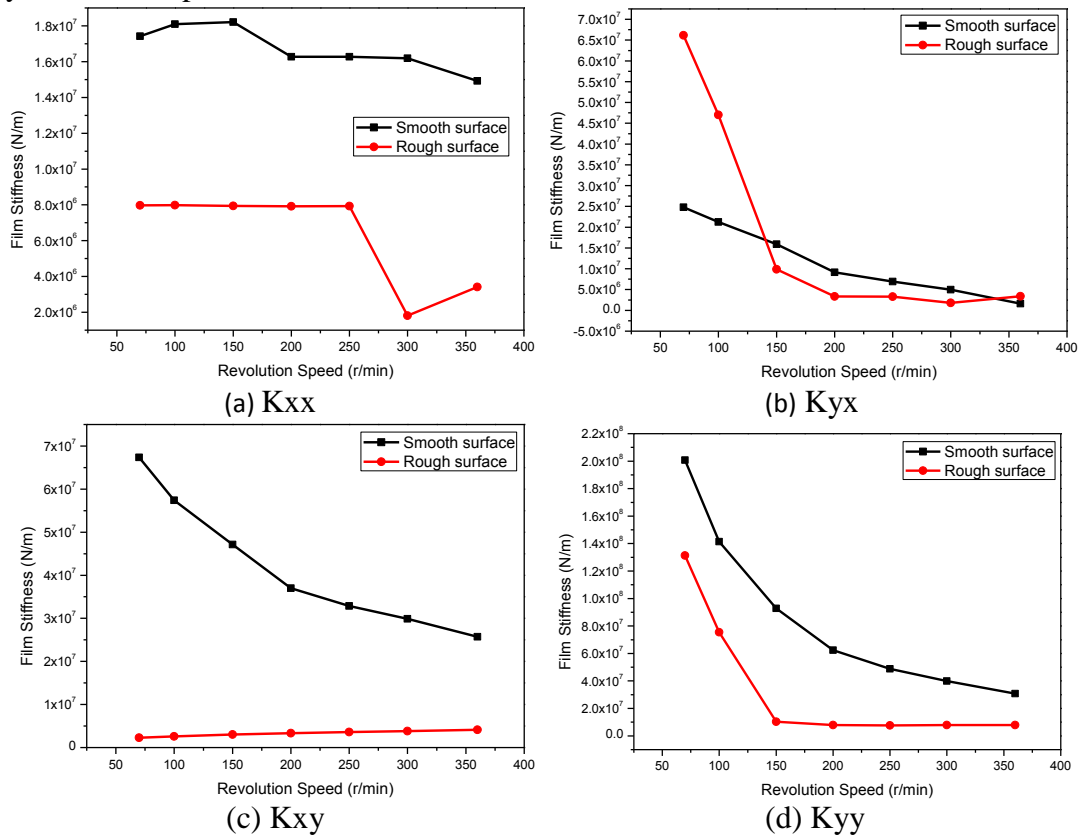 1.8x10⁷
1.6x10⁷
1.4x10⁷
1.2x10⁷
1.0x10⁷
8.0x10⁶
6.0x10⁶
4.0x10⁶
2.0x10⁶
Film Stiffness (N/m)
Smooth surface
Rough surface
50 100 150 200 250 300 350 400
Revolution Speed (r/min)
(a) Kxx
6.5x10⁷
6.0x10⁷
5.5x10⁷
5.0x10⁷
4.5x10⁷
4.0x10⁷
3.5x10⁷
3.0x10⁷
2.5x10⁷
2.0x10⁷
1.5x10⁷
1.0x10⁷
5.0x10⁶
0.0
-5.0x10⁶
Film Stiffness (N/m)
Smooth surface
Rough surface
50 100 150 200 250 300 350 400
Revolution Speed (r/min)
(b) Kyx
7x10⁷
6x10⁷
5x10⁷
4x10⁷
3x10⁷
2x10⁷
1x10⁷
0
Film Stiffness (N/m)
Smooth surface
Rough surface
50 100 150 200 250 300 350 400
Revolution Speed (r/min)
(c) Kxy
2.2x10⁸
2.0x10⁸
1.8x10⁸
1.6x10⁸
1.4x10⁸
1.2x10⁸
1.0x10⁸
8.0x10⁷
6.0x10⁷
4.0x10⁷
2.0x10⁷
0.0
Film Stiffness (N/m)
Smooth surface
Rough surface
50 100 150 200 250 300 350 400
Revolution Speed (r/min)
(d) Kyy